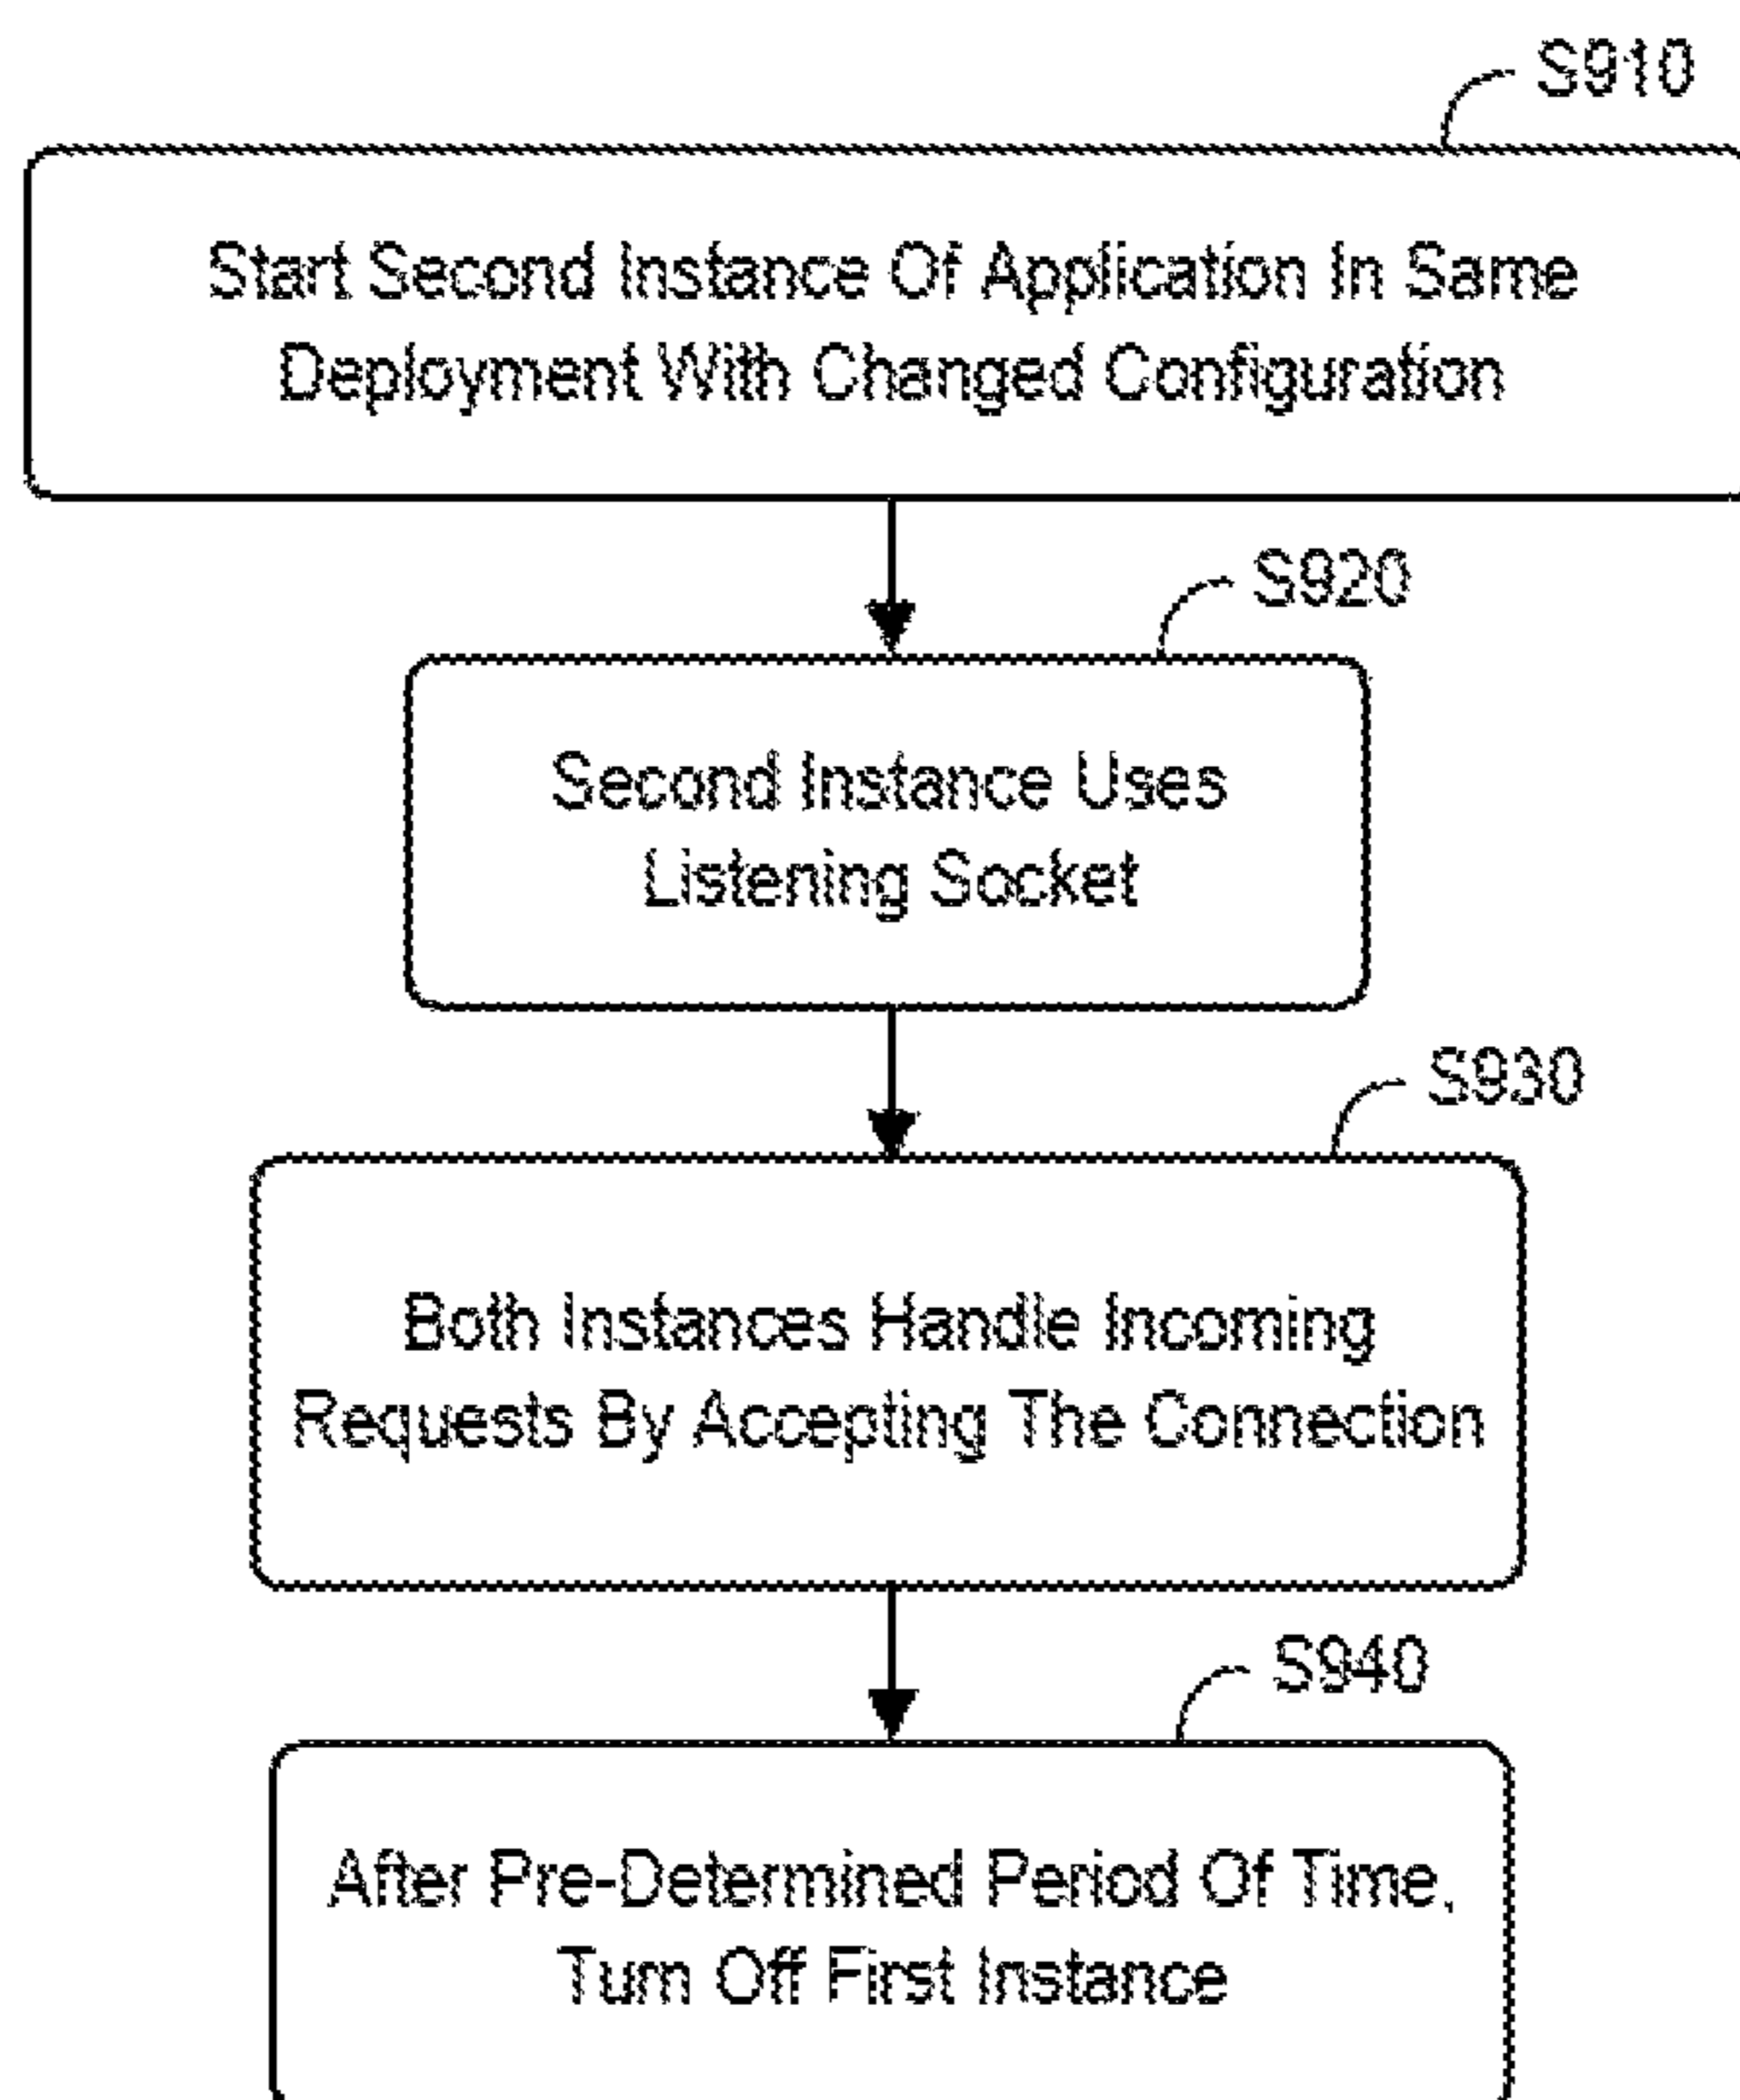 S910
Start Second Instance Of Application In Same
Deployment With Changed Configuration
S920
Second Instance Uses
Listening Socket
S930
Both Instances Handle Incoming
Requests By Accepting The Connection
S940
After Pre-Determined Period Of Time,
Turn Off First Instance